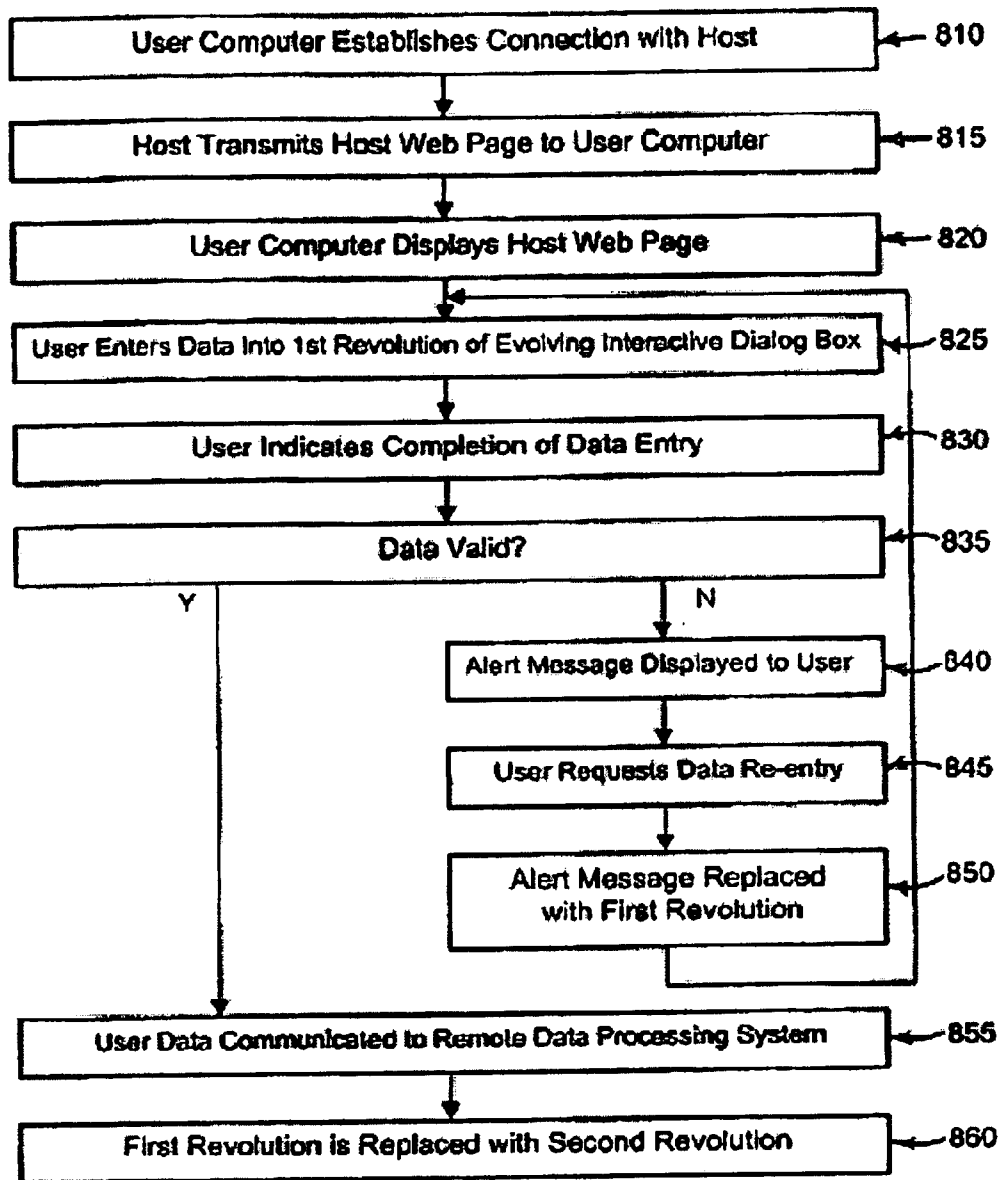 User Computer Establishes Connection with Host
810
Host Transmits Host Web Page to User Computer
815
User Computer Displays Host Web Page
820
User Enters Data Into 1st Revolution of Evolving Interactive Dialog Box
825
User Indicates Completion of Data Entry
830
Data Valid?
835
Y
N
Alert Message Displayed to User
840
User Requests Data Re-entry
845
Alert Message Replaced
with First Revolution
850
User Data Communicated to Remote Data Processing System
855
First Revolution is Replaced with Second Revolution
860